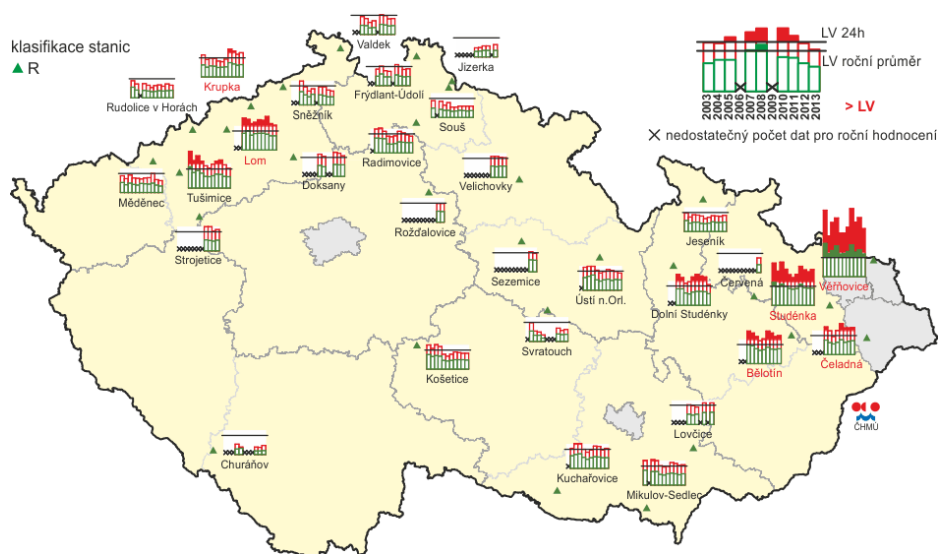 klasifikace stanic
R
Valdek
Jizerka
Krupka
Rudolice v Horách
Sněžník
Frýdlant-Údolí
Souš
Lom
Radimovice
Tušimice
Měděnec
Doksany
Velichovky
Rožďalovice
Strojetice
Sezemice
Ústí n.Orl.
Jeseník
Červená
Dolní Studénky
Studénka
Věřňovice
Svratouch
Košetice
Bělotín
Čeladná
Lovčice
Churáňov
Kuchařovice
Mikulov-Sedlec
LV 24h
LV roční průměr
2003
2004
2005
2006
2007
2008
2009
2010
2011
2012
2013
> LV
nedostatečný počet dat pro roční hodnocení
ČHMÚ